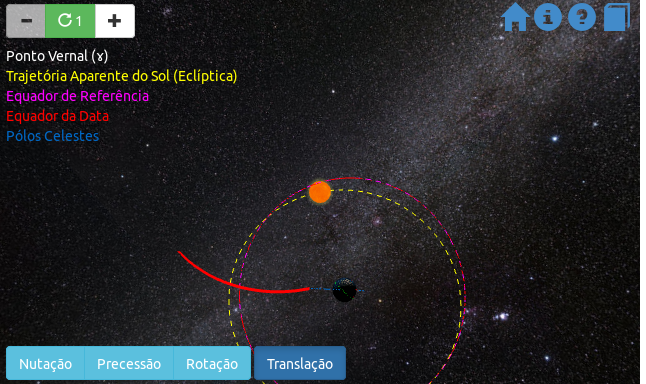 1
Ponto Vernal (ɤ)
Trajetória Aparente do Sol (Eclíptica)
Equador de Referência
Equador da Data
Pólos Celestes
Nutação Precessão Rotação Translação